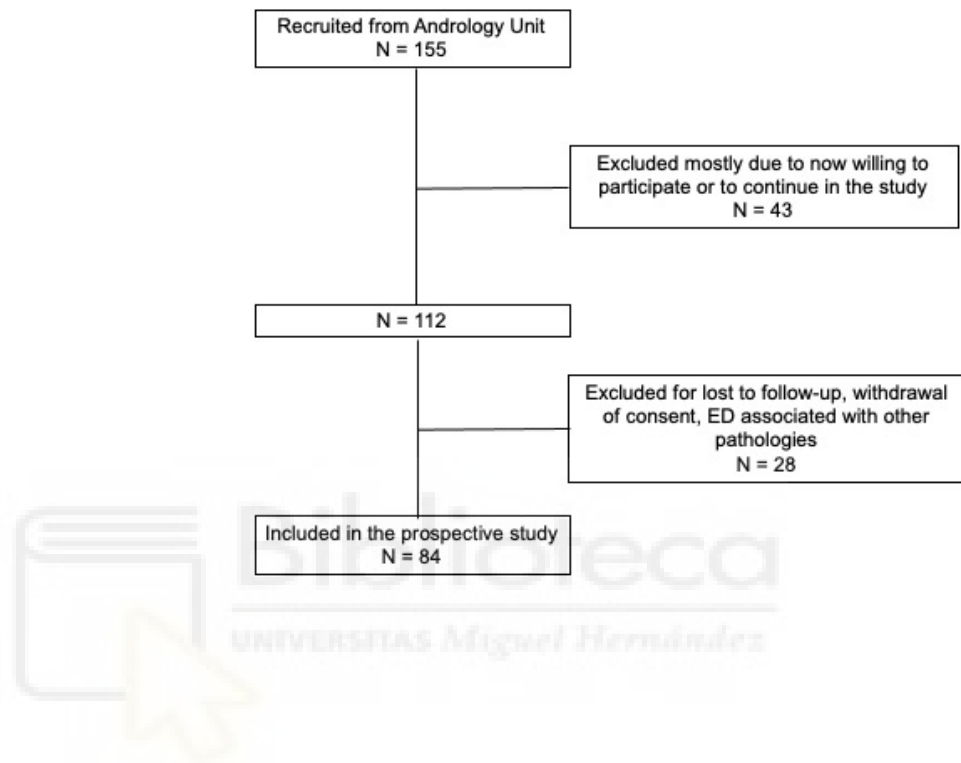 Recruited from Andrology Unit
N = 155
Excluded mostly due to now willing to
participate or to continue in the study
N = 43
N = 112
Excluded for lost to follow-up, withdrawal
of consent, ED associated with other
pathologies
N = 28
Included in the prospective study
N = 84
Biblioteca
UNIVERSITAS Miguel Hernández